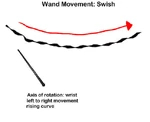 Wand Movement: Swish
Axis of rotation: wrist
left to right movement
rising curve